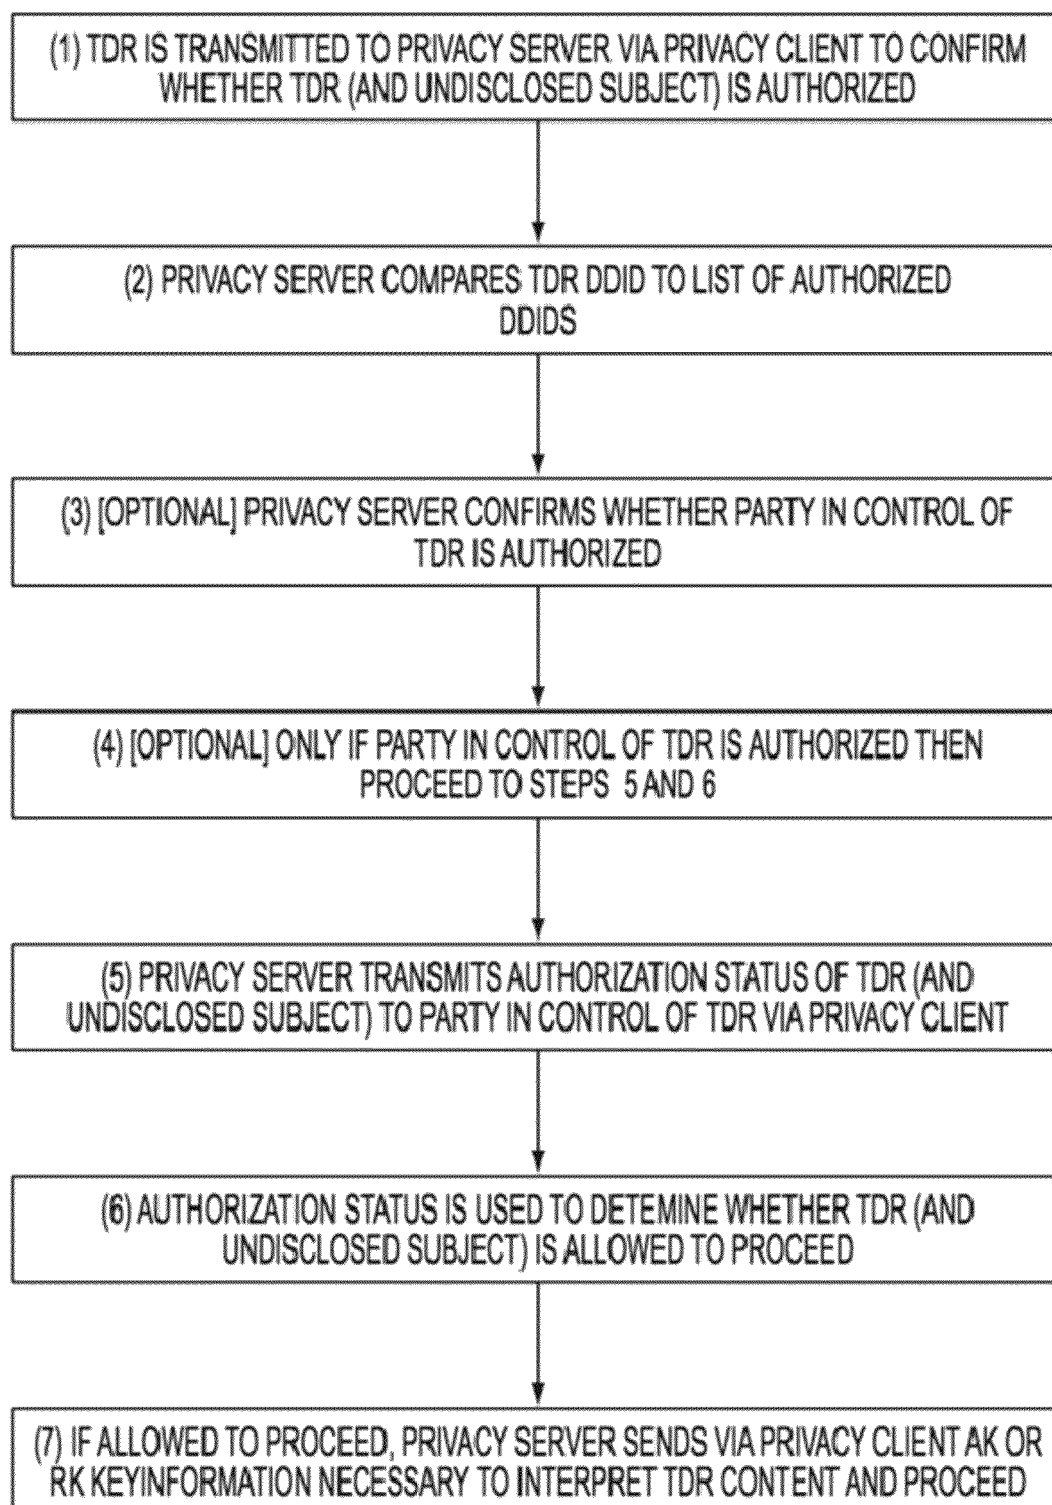 (1) TDR IS TRANSMITTED TO PRIVACY SERVER VIA PRIVACY CLIENT TO CONFIRM
WHETHER TDR (AND UNDISCLOSED SUBJECT) IS AUTHORIZED
(2) PRIVACY SERVER COMPARES TDR DDID TO LIST OF AUTHORIZED
DDIDS
(3) [OPTIONAL] PRIVACY SERVER CONFIRMS WHETHER PARTY IN CONTROL OF
TDR IS AUTHORIZED
(4) [OPTIONAL] ONLY IF PARTY IN CONTROL OF TDR IS AUTHORIZED THEN
PROCEED TO STEPS 5 AND 6
(5) PRIVACY SERVER TRANSMITS AUTHORIZATION STATUS OF TDR (AND
UNDISCLOSED SUBJECT) TO PARTY IN CONTROL OF TDR VIA PRIVACY CLIENT
(6) AUTHORIZATION STATUS IS USED TO DETEMINE WHETHER TDR (AND
UNDISCLOSED SUBJECT) IS ALLOWED TO PROCEED
(7) IF ALLOWED TO PROCEED, PRIVACY SERVER SENDS VIA PRIVACY CLIENT AK OR
RK KEYINFORMATION NECESSARY TO INTERPRET TDR CONTENT AND PROCEED